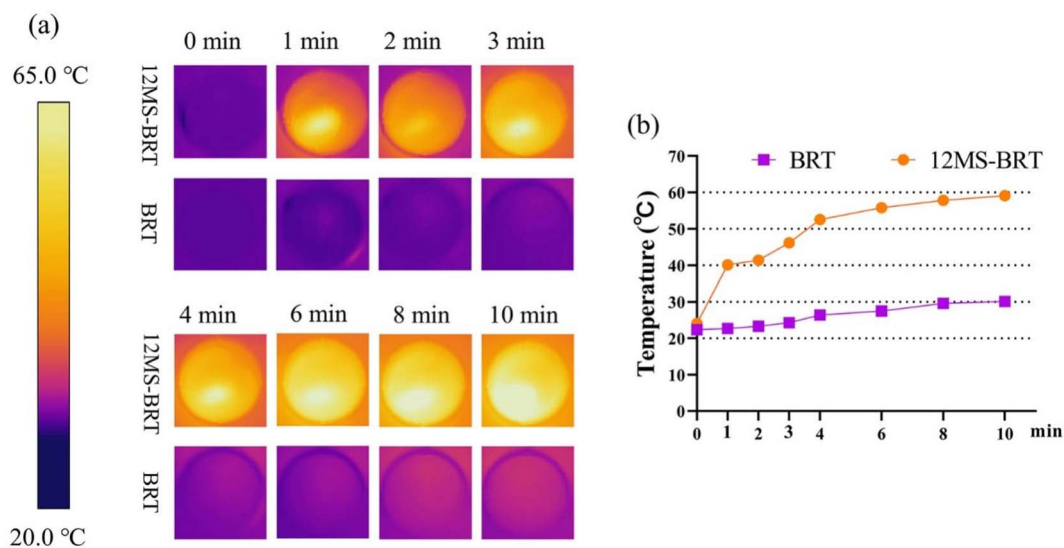 (a)
65.0 ℃
20.0 ℃
0 min 1 min 2 min 3 min
12MS-BRT
BRT
4 min 6 min 8 min 10 min
12MS-BRT
BRT
(b)
BRT 12MS-BRT
Temperature (℃)
70
60
50
40
30
20
10
0
0 1 2 3 4 6 8 10 min